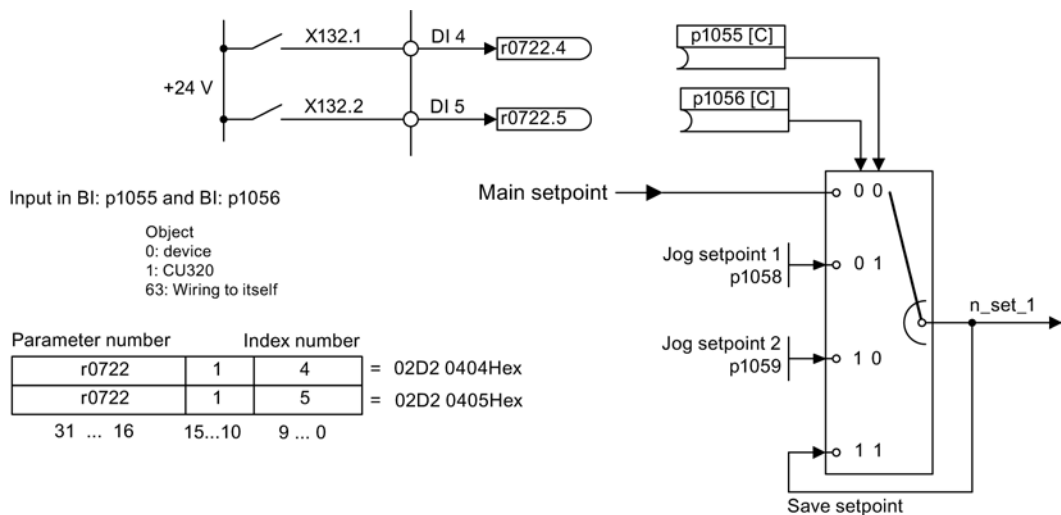 X132.1
DI 4
r0722.4
+24 V
X132.2
DI 5
r0722.5
p1055 [C]
p1056 [C]
Input in BI: p1055 and BI: p1056
Object
0: device
1: CU320
63: Wiring to itself
Parameter number Index number
r0722 1 4 = 02D2 0404Hex
r0722 1 5 = 02D2 0405Hex
31 ... 16 15...10 9 ... 0
Main setpoint
0 0
Jog setpoint 1
p1058
0 1
n_set_1
Jog setpoint 2
p1059
1 0
1 1
Save setpoint